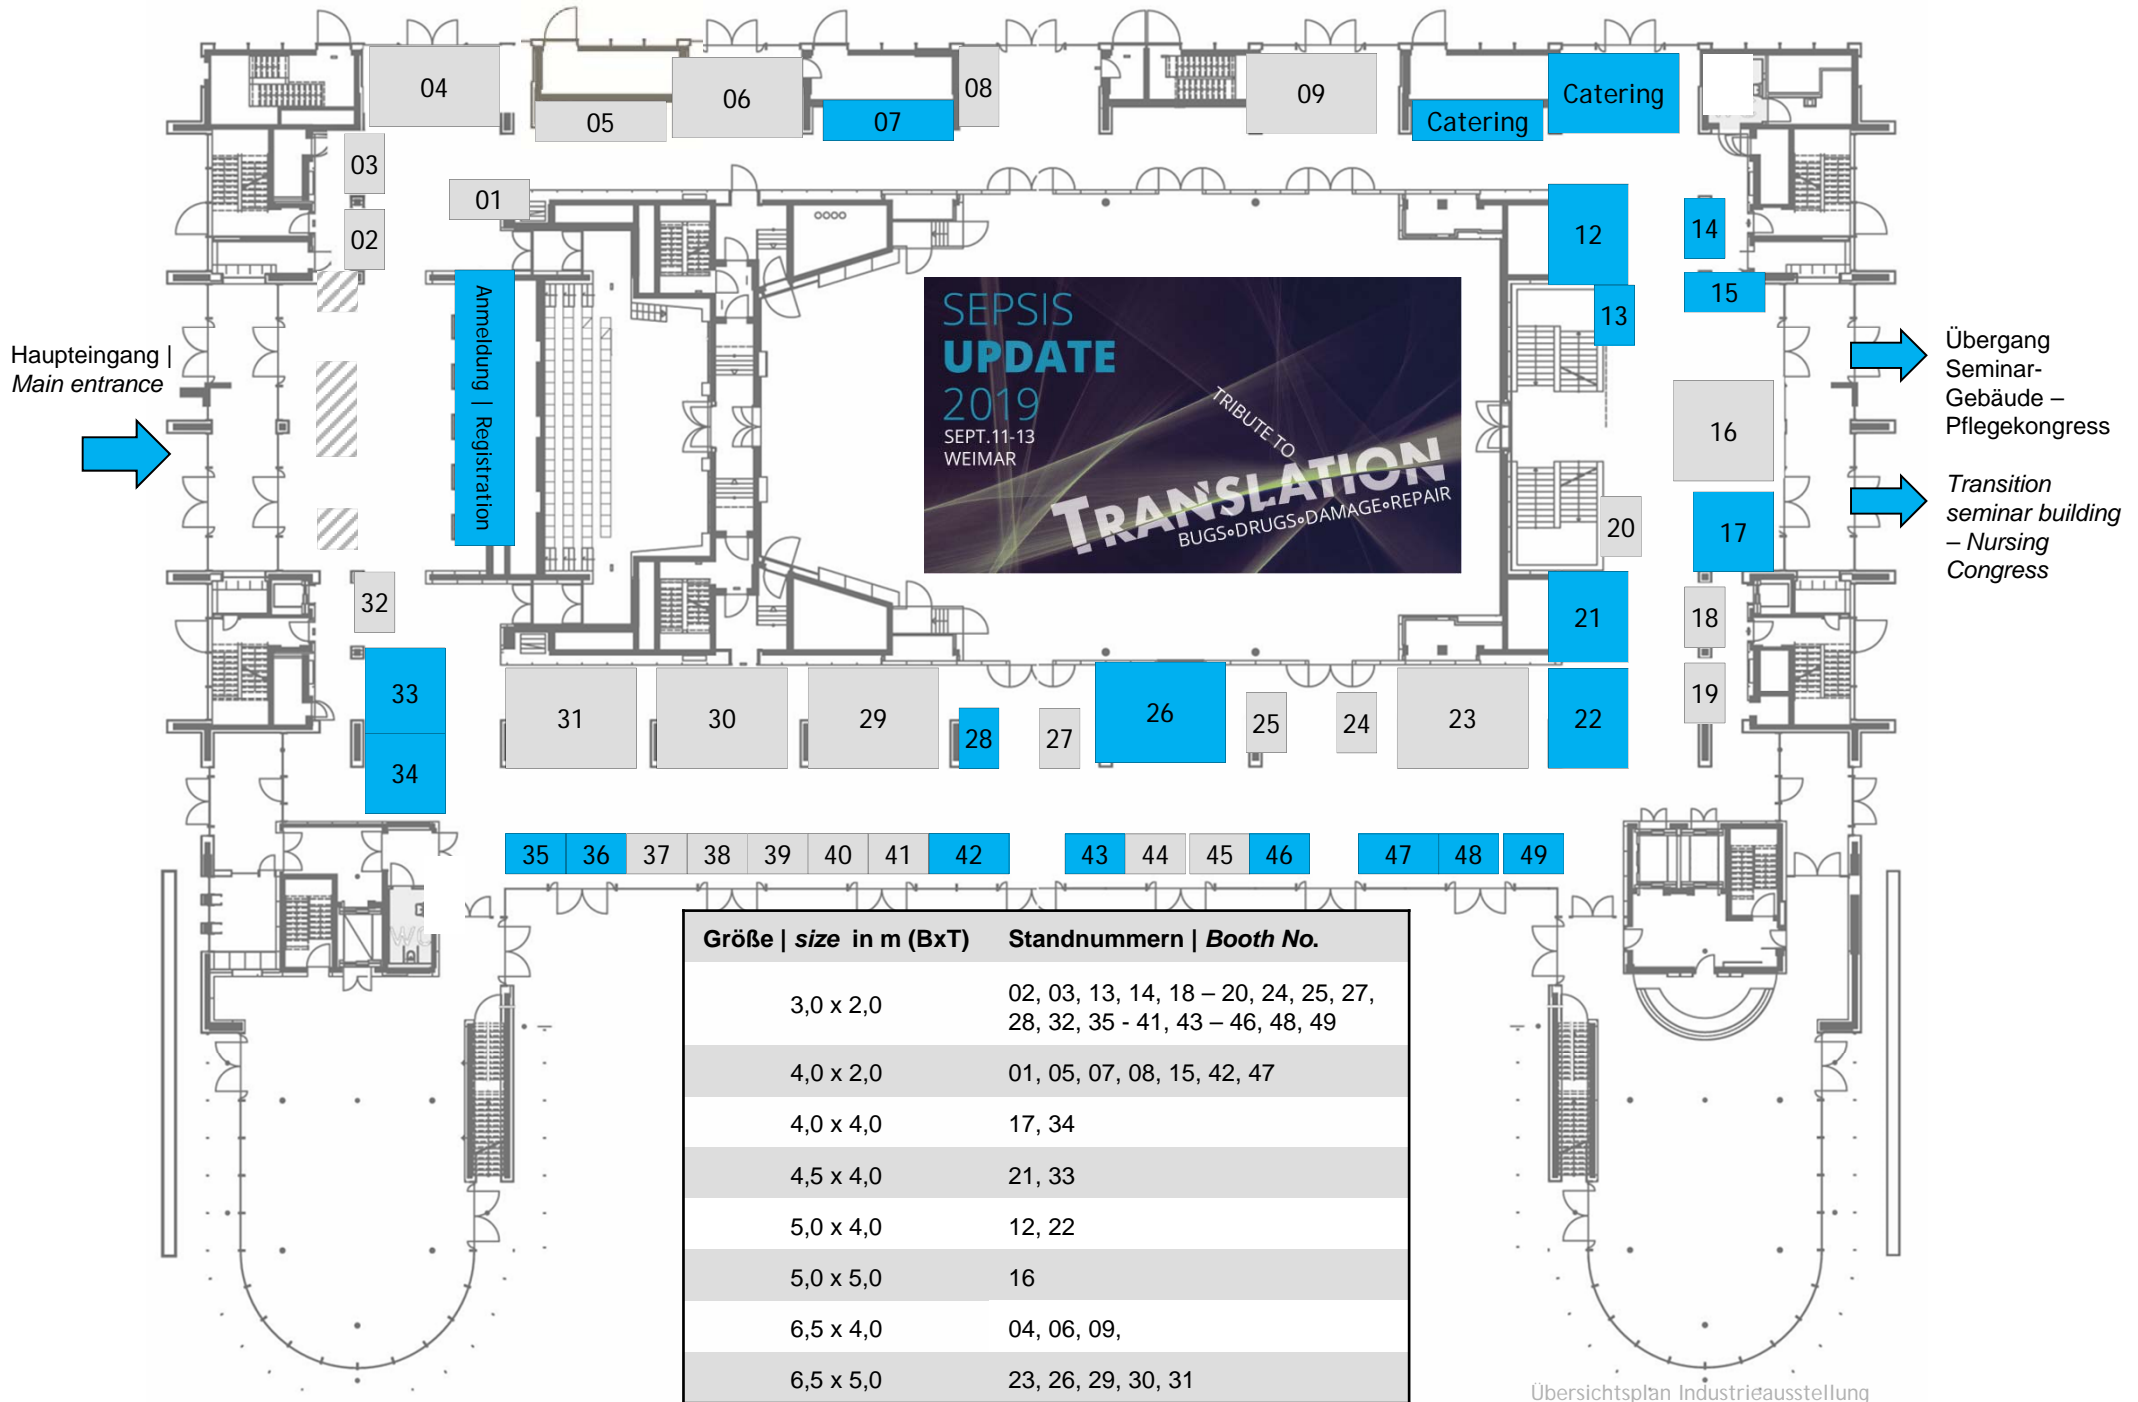 04
05
06
07
08
09
Catering
Catering
03
02
01
12
14
13
15
Anmeldung | Registration
Haupteingang |
Main entrance
SEPSIS
UPDATE
2019
SEPT.11-13
WEIMAR
TRIBUTE TO
TRANSLATION
BUGS∘DRUGS∘DAMAGE∘REPAIR
Übergang
Seminar-
Gebäude –
Pflegekongress
Transition
seminar building
– Nursing
Congress
16
17
20
32
21
18
19
33
34
31
30
29
28
27
26
25
24
23
22
35
36
37
38
39
40
41
42
43
44
45
46
47
48
49
WC
Größe | size in m (BxT) Standnummern | Booth No.
3,0 x 2,0 02, 03, 13, 14, 18 – 20, 24, 25, 27,
28, 32, 35 - 41, 43 – 46, 48, 49
4,0 x 2,0 01, 05, 07, 08, 15, 42, 47
4,0 x 4,0 17, 34
4,5 x 4,0 21, 33
5,0 x 4,0 12, 22
5,0 x 5,0 16
6,5 x 4,0 04, 06, 09,
6,5 x 5,0 23, 26, 29, 30, 31
Übersichtsplan Industrieausstellung